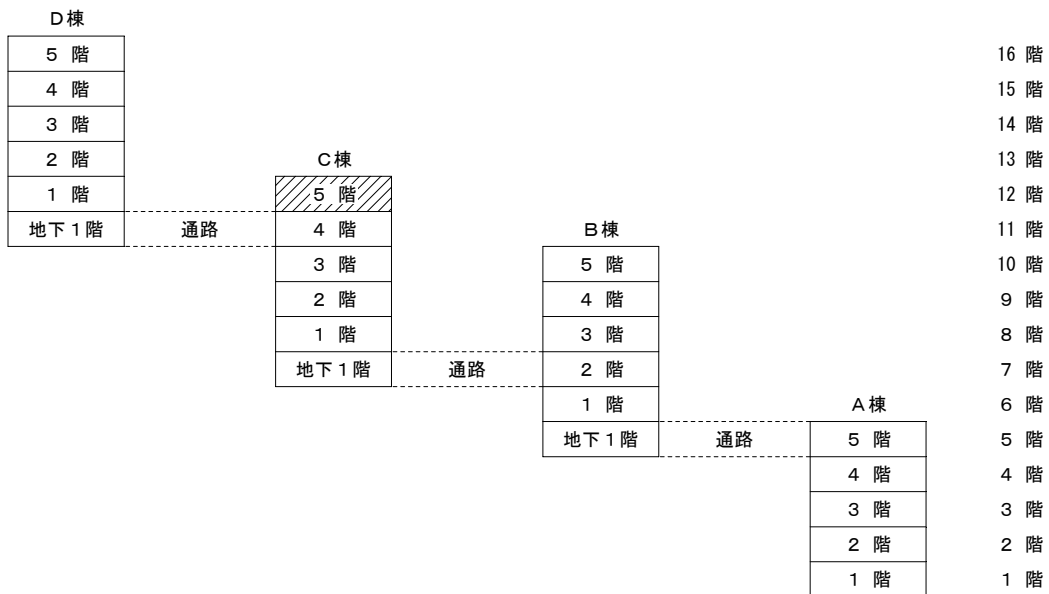 D棟
5 階 16 階
4 階 15 階
3 階 14 階
2 階 C棟 13 階
1 階 5 階 12 階
地下1階 通路 4 階 B棟 11 階
3 階 5 階 10 階
2 階 4 階 9 階
1 階 3 階 8 階
地下1階 通路 2 階 7 階
1 階 A棟 6 階
地下1階 通路 5 階 5 階
4 階 4 階
3 階 3 階
2 階 2 階
1 階 1 階